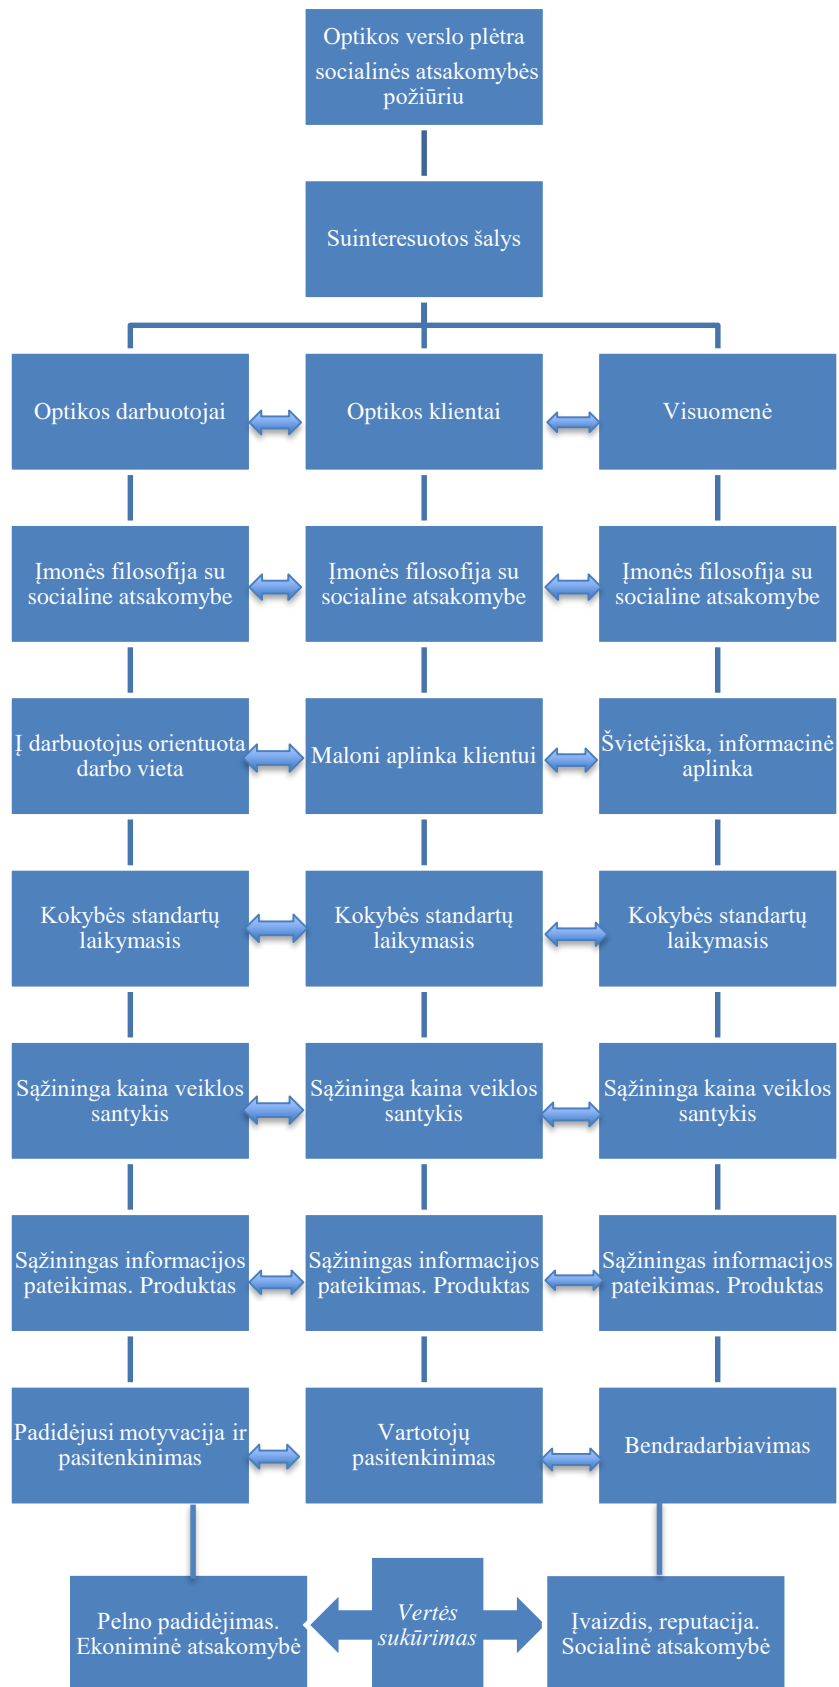 Optikos verslo plėtra
socialinės atsakomybės
požiūriu
Suinteresuotos šalys
Optikos darbuotojai
Optikos klientai
Visuomenė
Įmonės filosofija su
socialine atsakomybe
Įmonės filosofija su
socialine atsakomybe
Įmonės filosofija su
socialine atsakomybe
Į darbuotojus orientuota
darbo vieta
Maloni aplinka klientui
Švietėjiška, informacinė
aplinka
Kokybės standartų
laikymasis
Kokybės standartų
laikymasis
Kokybės standartų
laikymasis
Sąžininga kaina veiklos
santykis
Sąžininga kaina veiklos
santykis
Sąžininga kaina veiklos
santykis
Sąžiningas informacijos
pateikimas. Produktas
Sąžiningas informacijos
pateikimas. Produktas
Sąžiningas informacijos
pateikimas. Produktas
Padidėjusi motyvacija ir
pasitenkinimas
Vartotojų
pasitenkinimas
Bendradarbiavimas
Pelno padidėjimas.
Ekoniminė atsakomybė
Vertės
sukūrimas
Įvaizdis, reputacija.
Socialinė atsakomybė